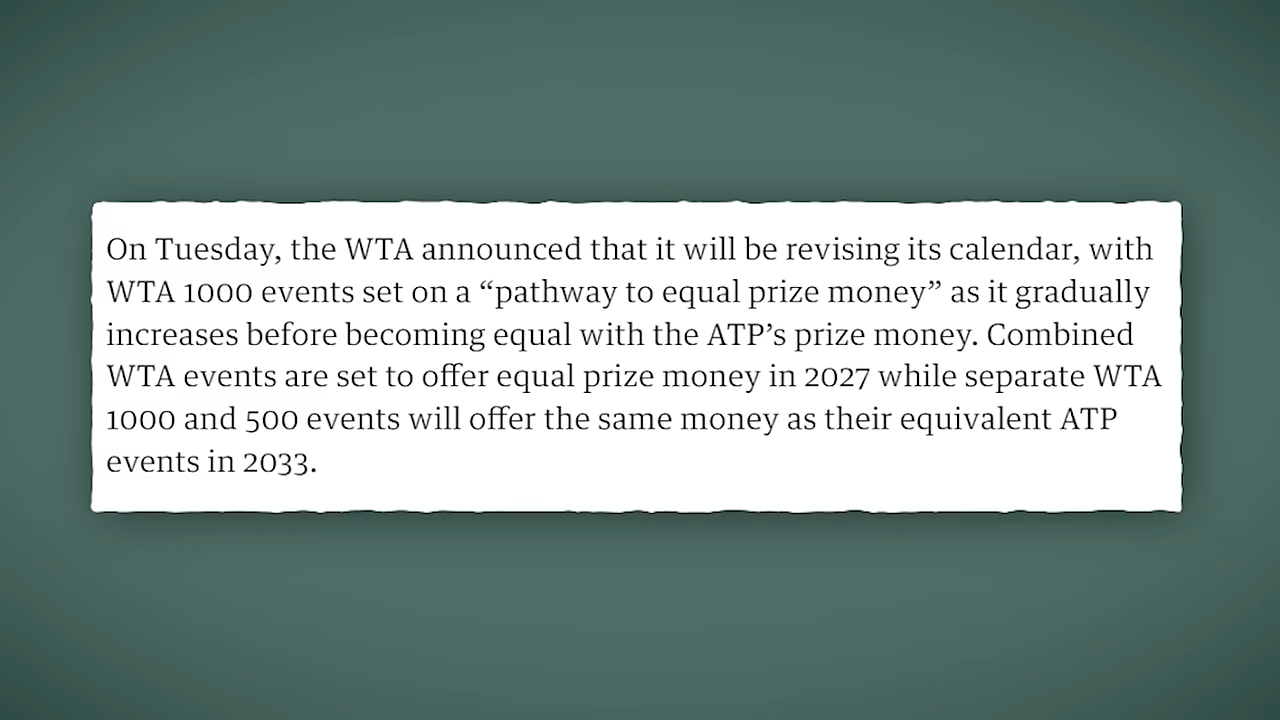 On Tuesday, the WTA announced that it will be revising its calendar, with
WTA 1000 events set on a “pathway to equal prize money” as it gradually
increases before becoming equal with the ATP’s prize money. Combined
WTA events are set to offer equal prize money in 2027 while separate WTA
1000 and 500 events will offer the same money as their equivalent ATP
events in 2033.